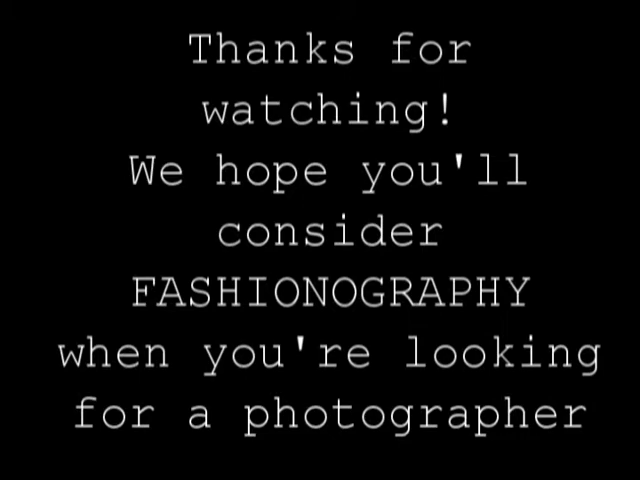 Thanks for
watching!
We hope you'll
consider
FASHIONOGRAPHY
when you're looking
for a photographer